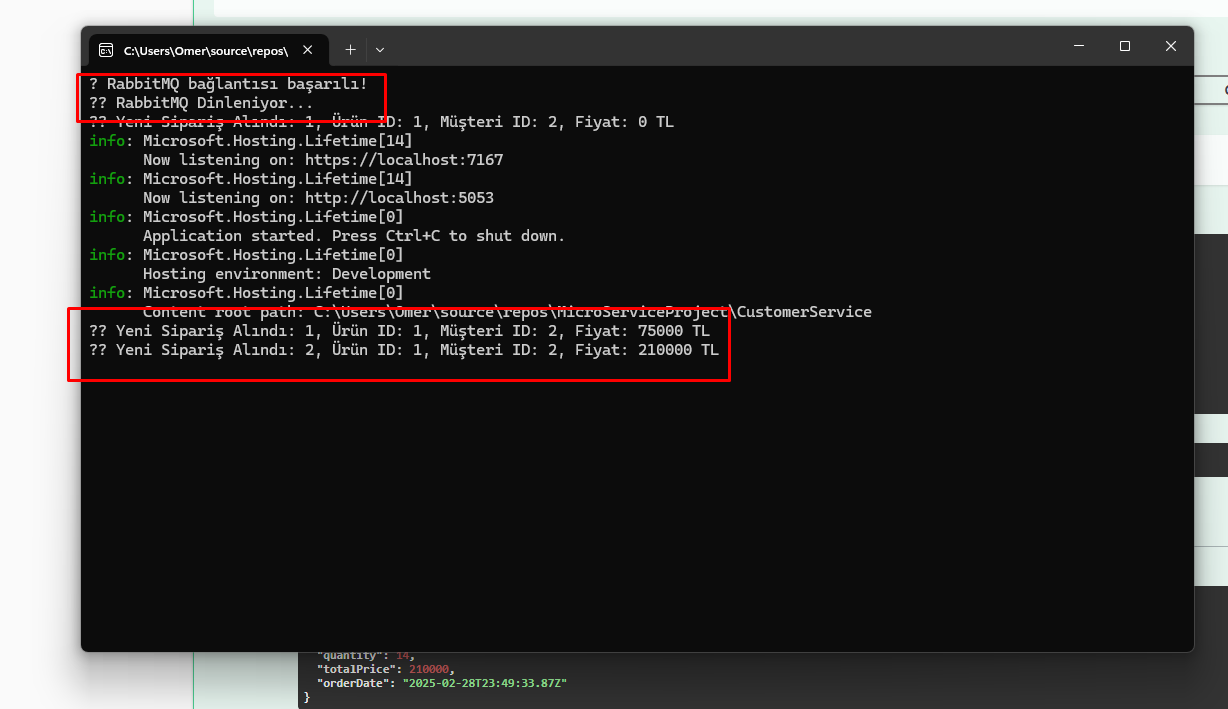 C:\Users\Omer\source\repos\
? RabbitMQ bağlantısı başarılı!
?? RabbitMQ Dinleniyor...
?? Yeni Sipariş Alındı: 1, Ürün ID: 1, Müşteri ID: 2, Fiyat: 0 TL
info: Microsoft.Hosting.Lifetime[14]
Now listening on: https://localhost:7167
info: Microsoft.Hosting.Lifetime[14]
Now listening on: http://localhost:5053
info: Microsoft.Hosting.Lifetime[0]
Application started. Press Ctrl+C to shut down.
info: Microsoft.Hosting.Lifetime[0]
Hosting environment: Development
info: Microsoft.Hosting.Lifetime[0]
Content root path: C:\Users\Omer\source\repos\MicroServiceProject\CustomerService
?? Yeni Sipariş Alındı: 1, Ürün ID: 1, Müşteri ID: 2, Fiyat: 75000 TL
?? Yeni Sipariş Alındı: 2, Ürün ID: 1, Müşteri ID: 2, Fiyat: 210000 TL
"quantity": 14,
"totalPrice": 210000,
"orderDate": "2025-02-28T23:49:33.87Z"
}